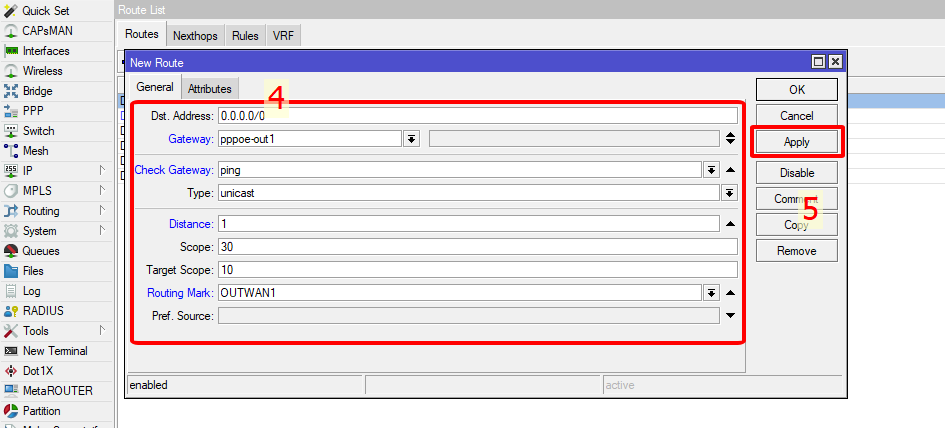 Quick Set
CAPsMAN
Interfaces
Wireless
Bridge
PPP
Switch
Mesh
IP
MPLS
Routing
System
Queues
Files
Log
RADIUS
Tools
New Terminal
Dot1X
MetaROUTER
Partition
Route List
Routes Nexthops Rules VRF
New Route
General Attributes
4
Dst. Address: 0.0.0.0/0
Gateway: pppoe-out1
Check Gateway: ping
Type: unicast
Distance: 1
Scope: 30
Target Scope: 10
Routing Mark: OUTWAN1
Pref. Source:
OK
Cancel
Apply
Disable
Comment
5
Copy
Remove
enabled
active